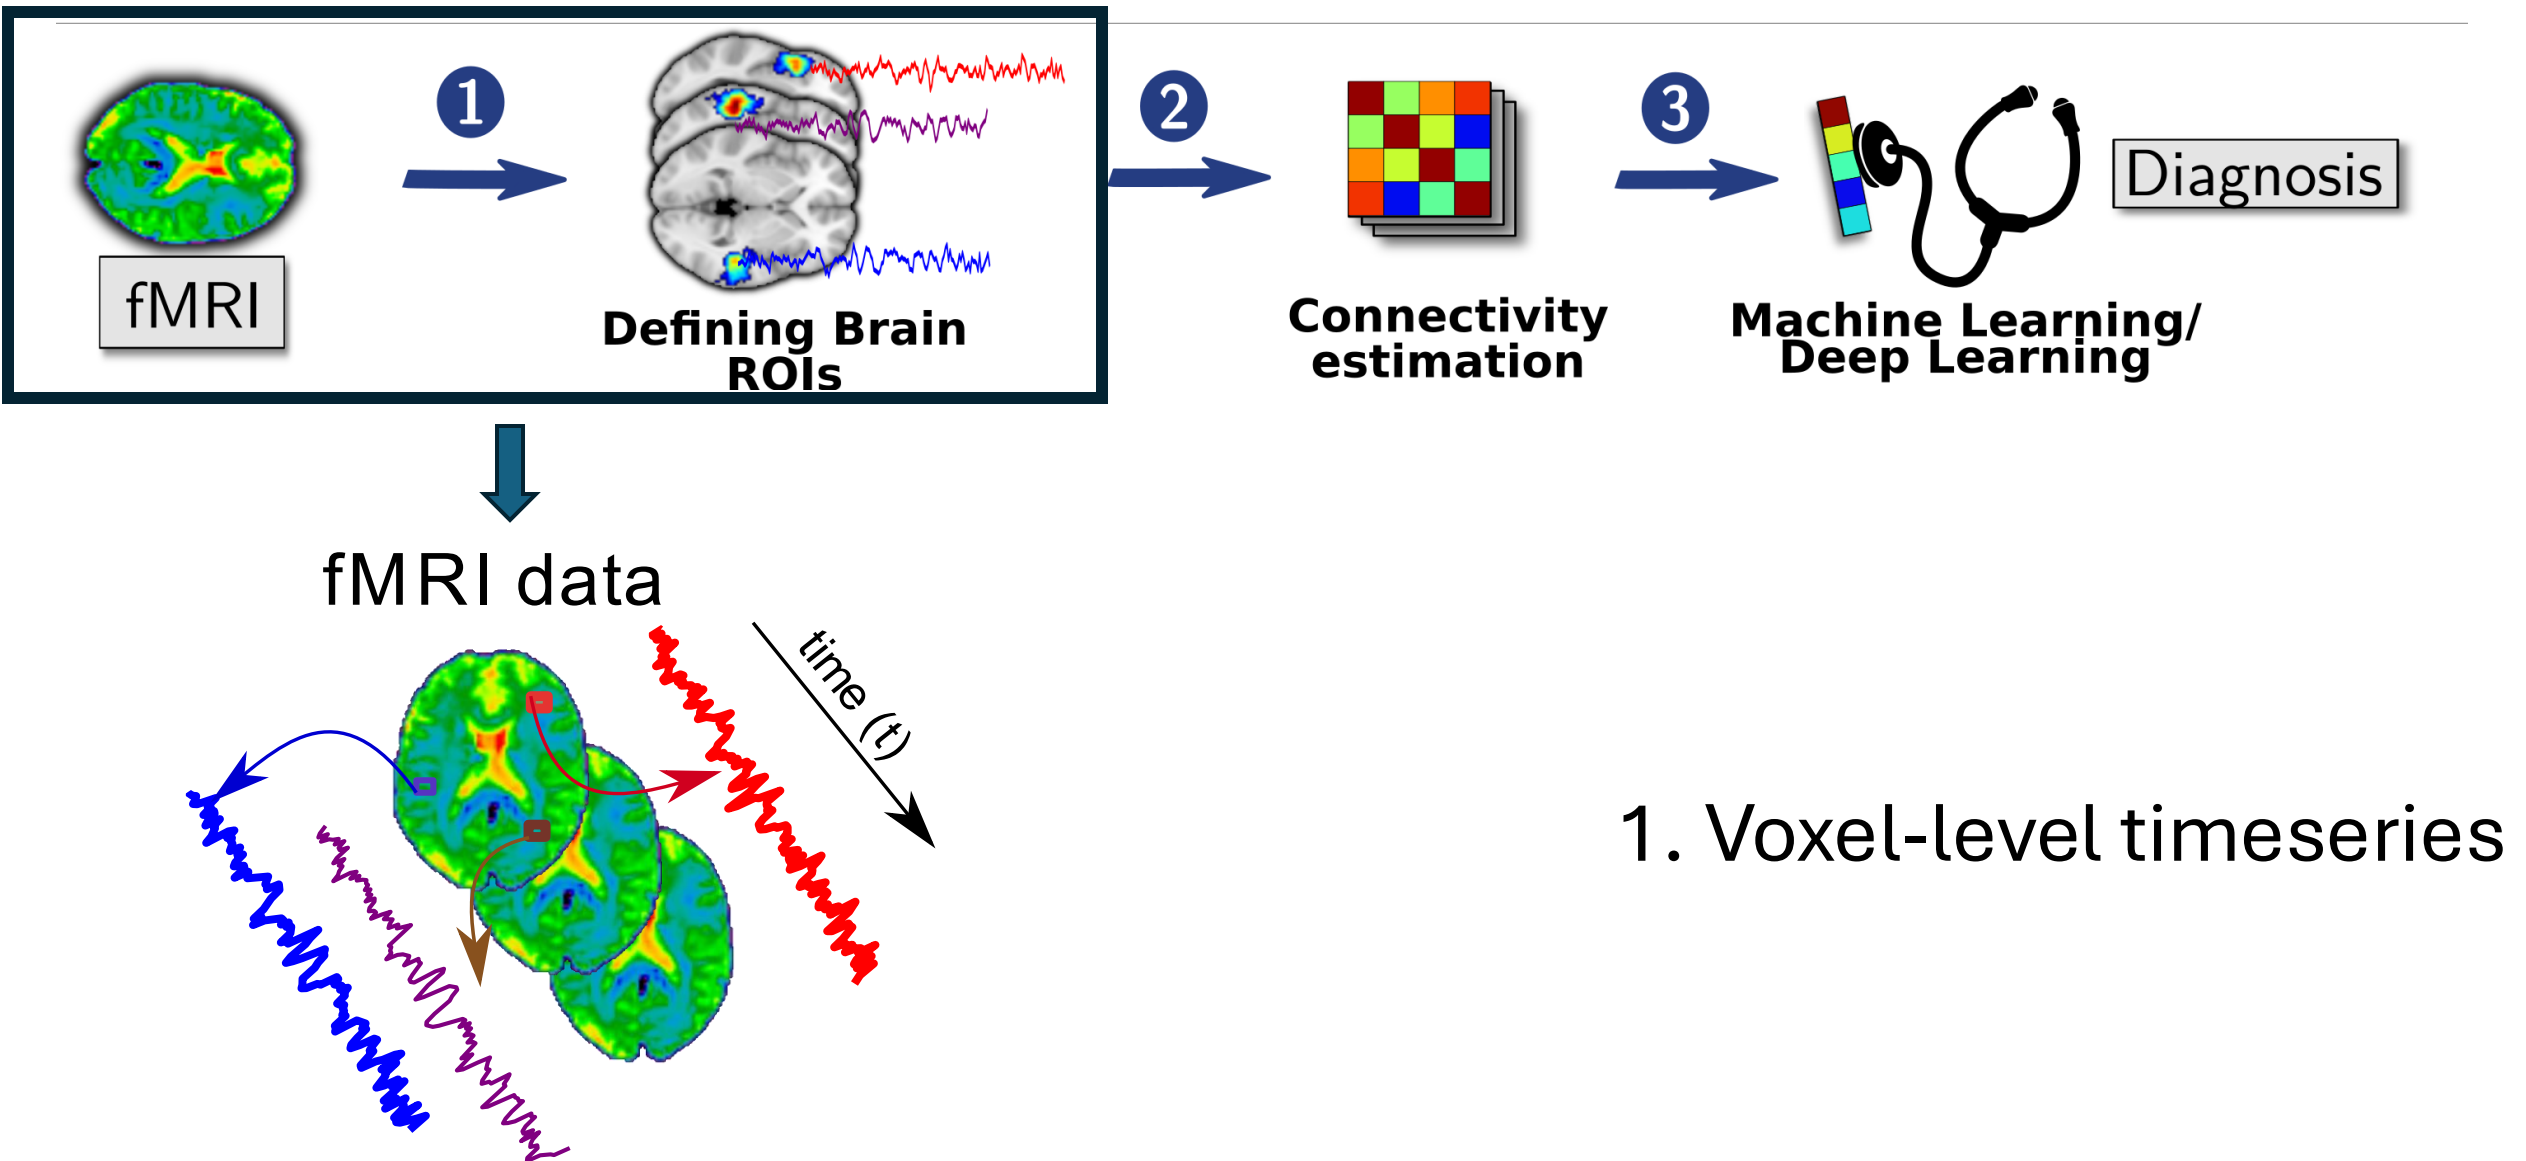 1
2
3
fMRI
Defining Brain
ROIs
Connectivity
estimation
Machine Learning/
Deep Learning
Diagnosis
fMRI data
time (t)
1. Voxel-level timeseries